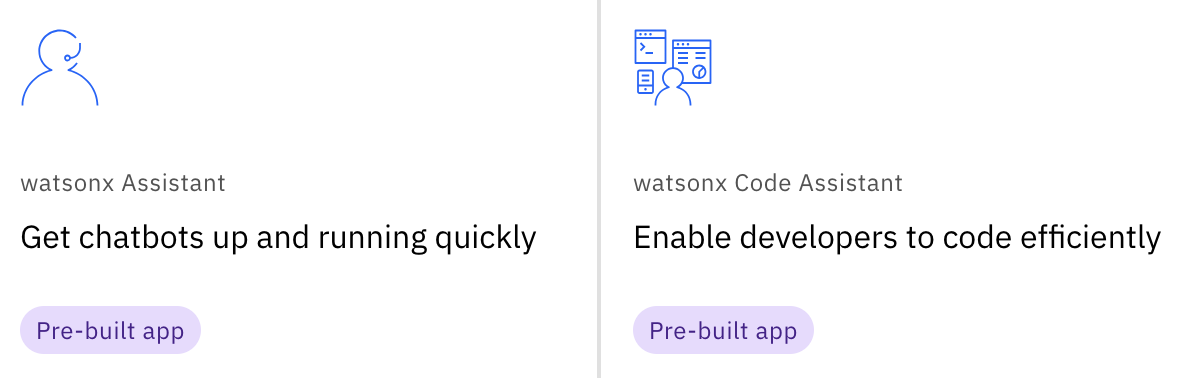 watsonx Assistant
Get chatbots up and running quickly
Pre-built app
watsonx Code Assistant
Enable developers to code efficiently
Pre-built app